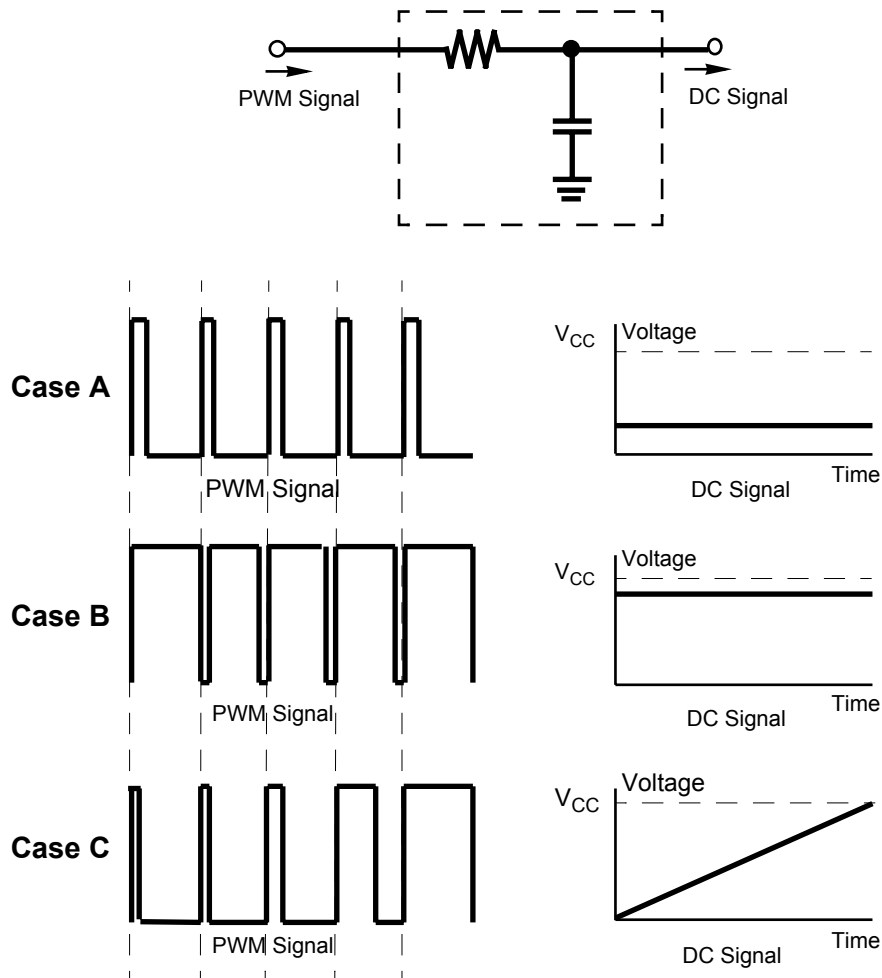 PWM Signal
DC Signal
Case A
PWM Signal
V_CC
Voltage
Time
DC Signal
Case B
PWM Signal
V_CC
Voltage
Time
DC Signal
Case C
PWM Signal
V_CC
Voltage
Time
DC Signal